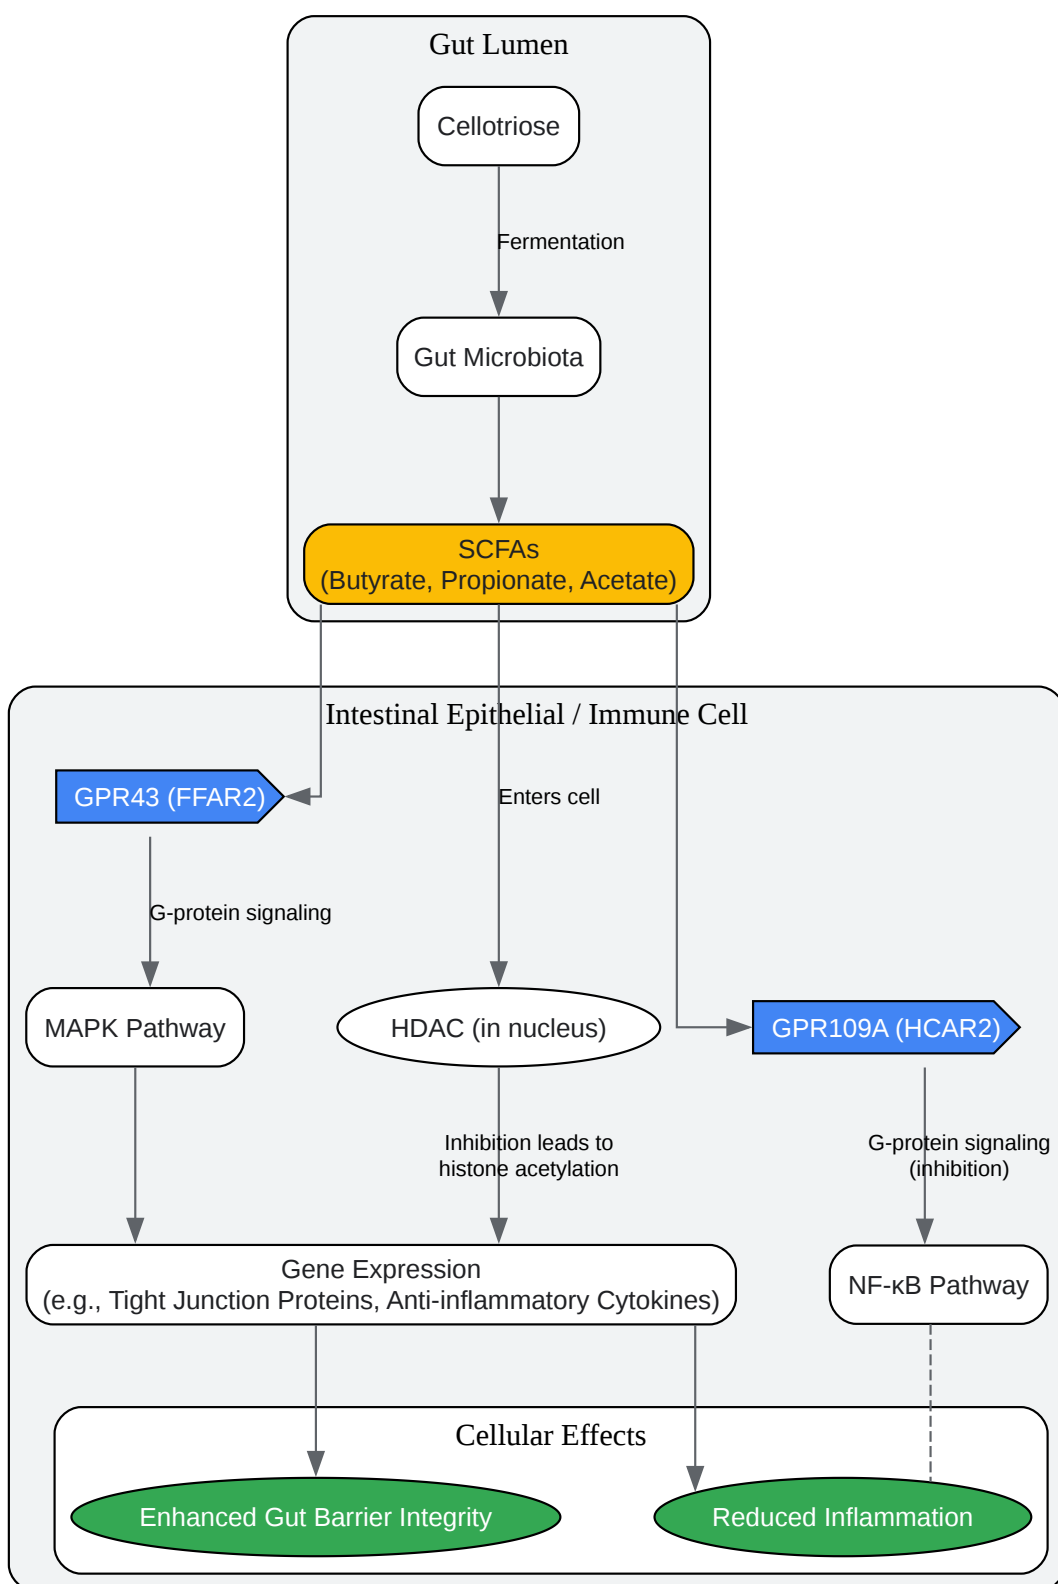 Gut Lumen
Cellotriose
Fermentation
Gut Microbiota
SCFAs
(Butyrate, Propionate, Acetate)
Intestinal Epithelial / Immune Cell
GPR43 (FFAR2)
Enters cell
G-protein signaling
MAPK Pathway
HDAC (in nucleus)
GPR109A (HCAR2)
Inhibition leads to
histone acetylation
G-protein signaling
(inhibition)
Gene Expression
(e.g., Tight Junction Proteins, Anti-inflammatory Cytokines)
NF-κB Pathway
Cellular Effects
Enhanced Gut Barrier Integrity
Reduced Inflammation